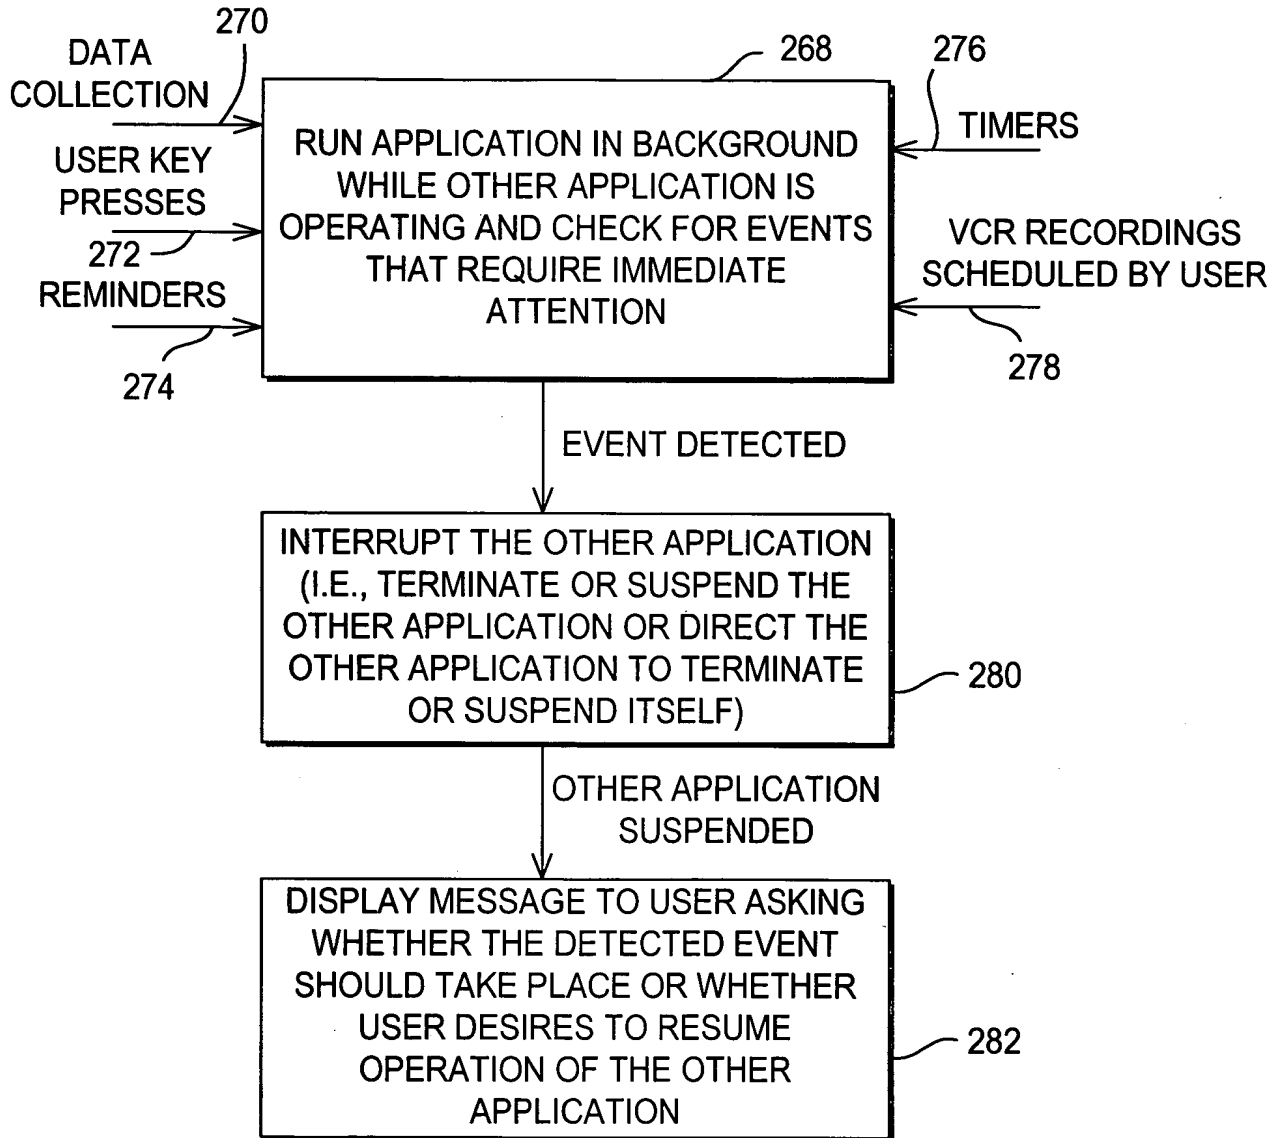 270
DATA
COLLECTION
USER KEY
PRESSES
272
REMINDERS
274
268
276
TIMERS
VCR RECORDINGS
SCHEDULED BY USER
278
RUN APPLICATION IN BACKGROUND
WHILE OTHER APPLICATION IS
OPERATING AND CHECK FOR EVENTS
THAT REQUIRE IMMEDIATE
ATTENTION
EVENT DETECTED
INTERRUPT THE OTHER APPLICATION
(I.E., TERMINATE OR SUSPEND THE
OTHER APPLICATION OR DIRECT THE
OTHER APPLICATION TO TERMINATE
OR SUSPEND ITSELF)
280
OTHER APPLICATION
SUSPENDED
DISPLAY MESSAGE TO USER ASKING
WHETHER THE DETECTED EVENT
SHOULD TAKE PLACE OR WHETHER
USER DESIRES TO RESUME
OPERATION OF THE OTHER
APPLICATION
282